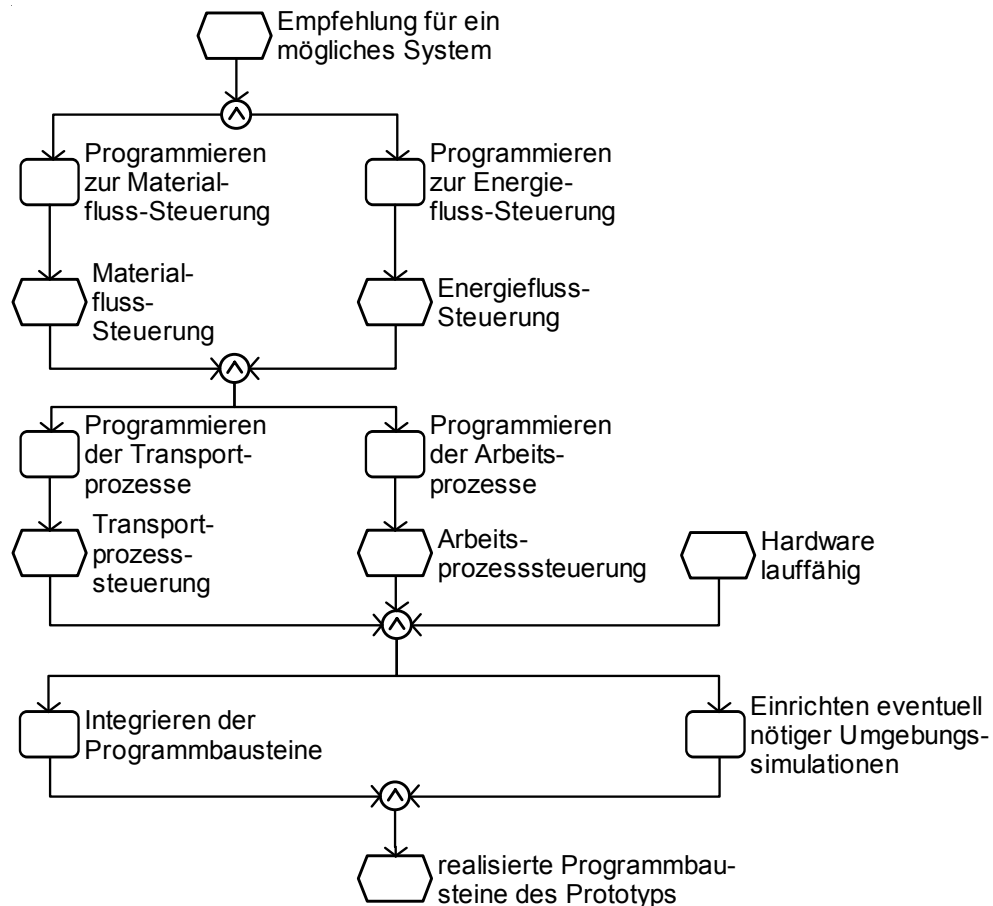 Empfehlung für ein
mögliches System
Programmieren
zur Material-
fluss-Steuerung
Programmieren
zur Energie-
fluss-Steuerung
Material-
fluss-
Steuerung
Energiefluss-
Steuerung
Programmieren
der Transport-
prozesse
Programmieren
der Arbeits-
prozesse
Transport-
prozess-
steuerung
Arbeits-
prozesssteuerung
Hardware
lauffähig
Integrieren der
Programmbausteine
Einrichten eventuell
nötiger Umgebungs-
simulationen
realisierte Programmbau-
steine des Prototyps